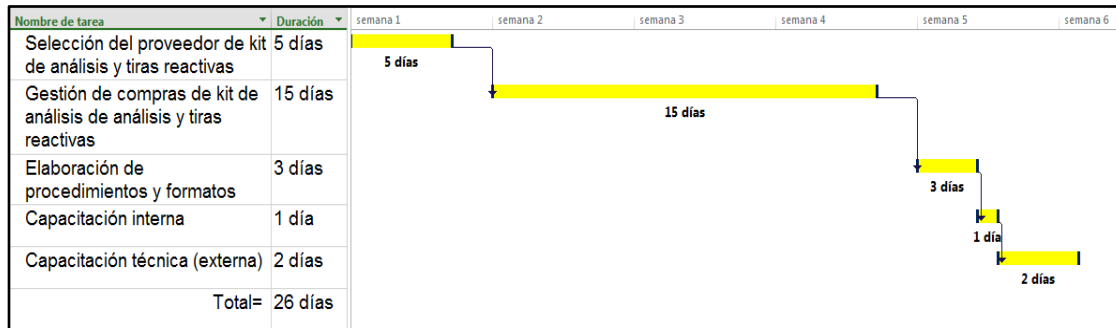 Nombre de tarea Duración semana 1 semana 2 semana 3 semana 4 semana 5 semana 6
Selección del proveedor de kit 5 días
de análisis y tiras reactivas
5 días
Gestión de compras de kit de 15 días
análisis de análisis y tiras
reactivas
15 días
Elaboración de 3 días
procedimientos y formatos
3 días
Capacitación interna 1 día
1 día
Capacitación técnica (externa) 2 días
2 días
Total= 26 días